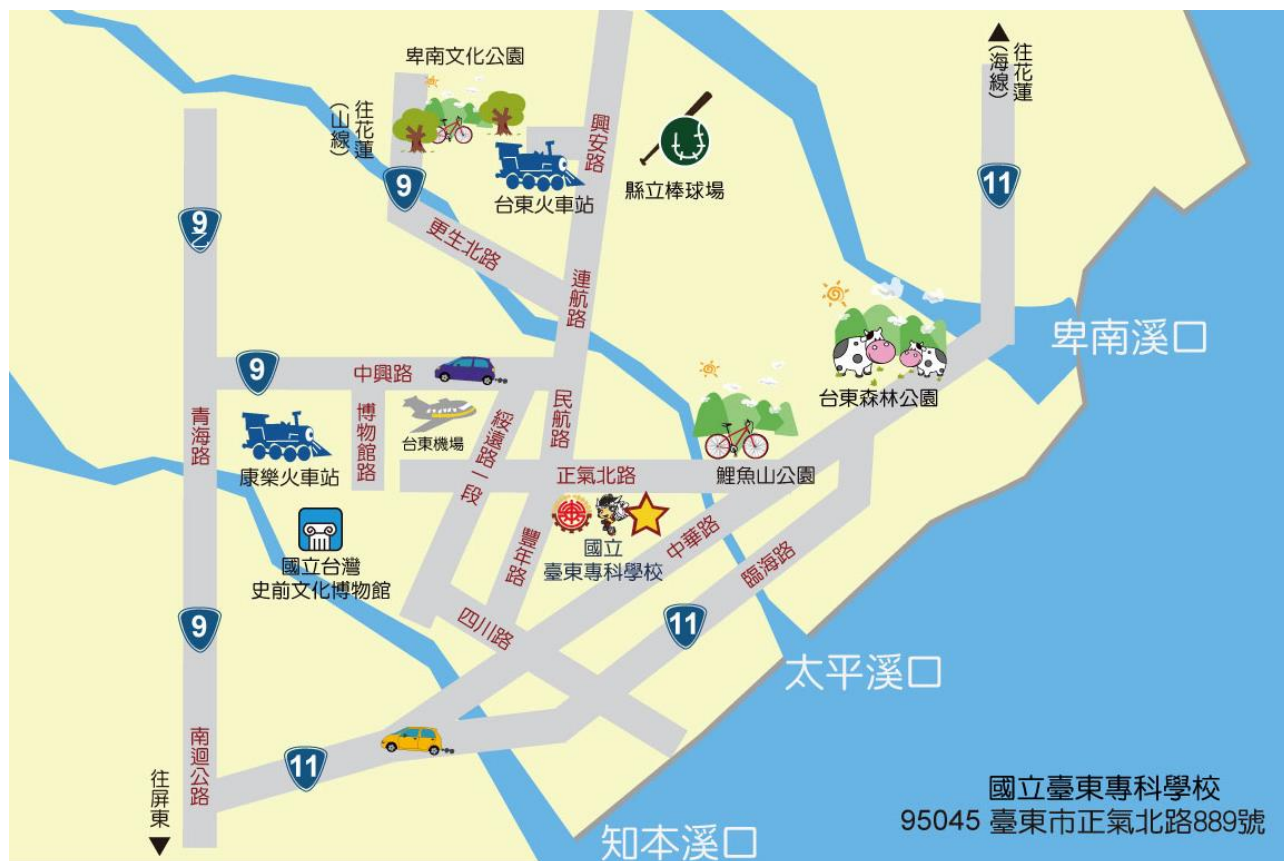 卑南文化公園
往花蓮
(山線)
9
台東火車站
興安路
縣立棒球場
往花蓮
(海線)
11
9乙
更生北路
連航路
卑南溪口
9
中興路
台東森林公園
青海路
博物館路
台東機場
綏遠路一段
民航路
康樂火車站
正氣北路
鯉魚山公園
國立台灣
史前文化博物館
豐年路
國立
臺東專科學校
中華路
臨海路
9
四川路
11
太平溪口
南迴公路
11
往屏東
知本溪口
國立臺東專科學校
95045 臺東市正氣北路889號